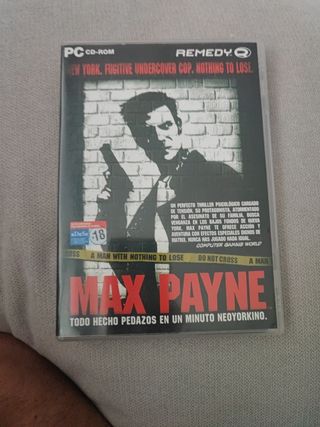 PC CD-ROM
REMEDY
NEW YORK. FUGITIVE UNDERCOVER COP. NOTHING TO LOSE.
UN PERFECTO THRILLER PSICOLÓGICO CARGADO
DE TENSIÓN, SU PROTAGONISTA, ATORMENTADO
POR EL ASESINATO DE SU FAMILIA, BUSCA
VENGANZA EN LOS BAJOS FONDOS DE NUEVA
YORK. MAX PAYNE TE OFRECE ACCIÓN Y
AVENTURA CON EFECTOS ESPECIALES DIGNOS DE
MATRIX. NUNCA HAS JUGADO NADA IGUAL.
COMPUTER GAMING WORLD
aDeSe
+18
CROSS
A MAN WITH NOTHING TO LOSE
DO NOT CROSS
A MAN
MAX PAYNE
TODO HECHO PEDAZOS EN UN MINUTO NEOYORKINO.